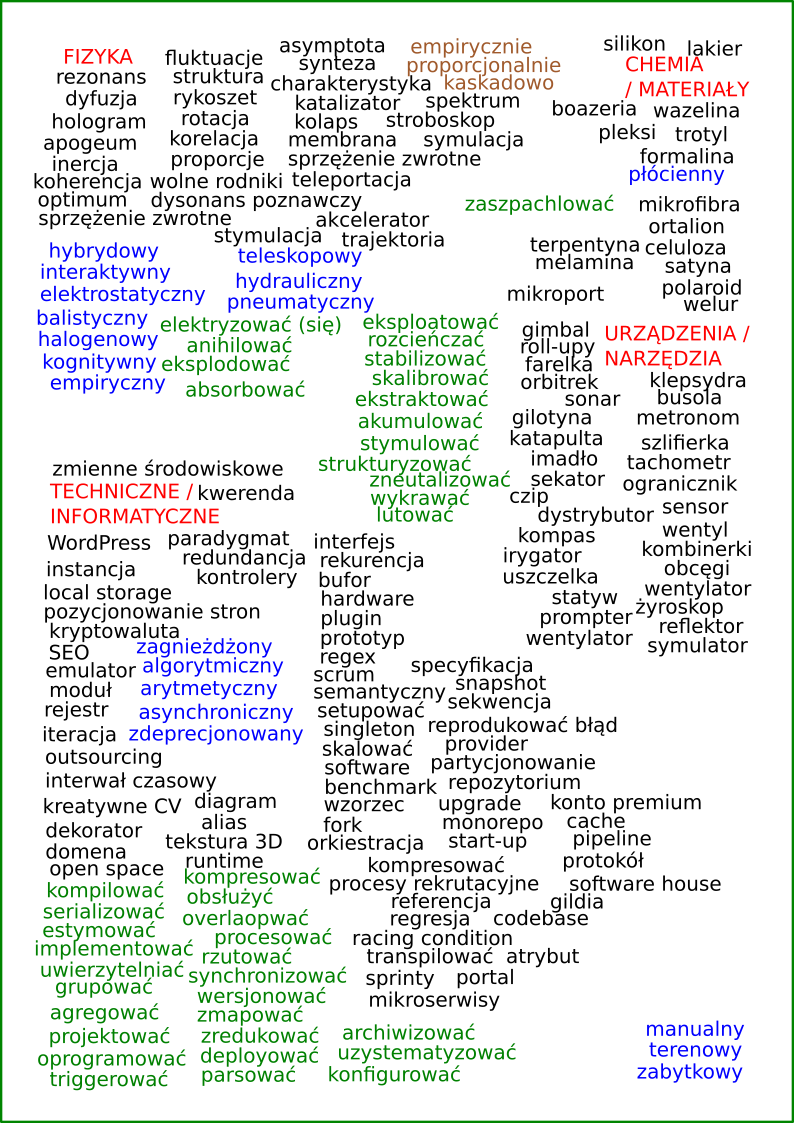 asymptota empirycznie silikon lakier
FIZYKA fluktuacje synteza proporcjonalnie CHEMIA
rezonans struktura charakterystyka kaskadowo / MATERIAŁY
dyfuzja rykoszet katalizator spektrum boazeria wazelina
hologram rotacja kolaps stroboskop pleksi trotyl
apogeum korelacja membrana symulacja formalina
inercja proporcje sprzężenie zwrotne płócienny
koherencja wolne rodniki teleportacja
optimum dysonans poznawczy zaszpachlować mikrofibra
sprzężenie zwrotne akcelerator ortalion
stymulacja trajektoria terpentyna celuloza
hybrydowy teleskopowy melamina satyna
interaktywny hydrauliczny polaroid
elektrostatyczny pneumatyczny mikroport welur
balistyczny elektryzować (się) eksploatować gimbal URZĄDZENIA /
halogenowy anihilować rozcieńczać roll-upy NARZĘDZIA
kognitywny eksplodować stabilizować farelka
empiryczny absorbować skalibrować orbitrek klepsydra
ekstraktować sonar busola
akumulować gilotyna metronom
stymulować katapulta szlifierka
zmienne środowiskowe strukturyzować imadło tachometr
TECHNICZNE / kwerenda zneutalizować sekator ogranicznik
INFORMATYCZNE wykrawać czip sensor
lutować dystrybutor
WordPress paradygmat interfejs kompas wentyl
redundancja rekurencja irygator kombinerki
instancja kontrolery bufor uszczelka obcęgi
local storage hardware statyw wentylator
pozycjonowanie stron plugin prompter żyroskop
kryptowaluta prototyp wentylator reflektor
SEO zagnieżdżony regex symulator
emulator algorytmiczny scrum specyfikacja
moduł arytmetyczny semantyczny snapshot
rejestr asynchroniczny setupować sekwencja
iteracja zdeprecjonowany singleton reprodukować błąd
outsourcing skalować provider
software partycjonowanie
interwał czasowy benchmark repozytorium
kreatywne CV diagram wzorzec upgrade konto premium
dekorator alias fork monorepo cache
domena tekstura 3D orkiestracja start-up pipeline
open space runtime kompresować protokół
kompilować kompresować procesy rekrutacyjne software house
serializować obsłużyć referencja gildia
estymować overlaopwać regresja codebase
implementować procesować racing condition
uwierzytelniać rzutować transpilować atrybut
grupować synchronizować sprinty portal
wersjonować mikroserwisy
agregować zmapować
projektować zredukować archiwizować manualny
oprogramować deployować uzystematyzować terenowy
triggerować parsować konfigurować zabytkowy